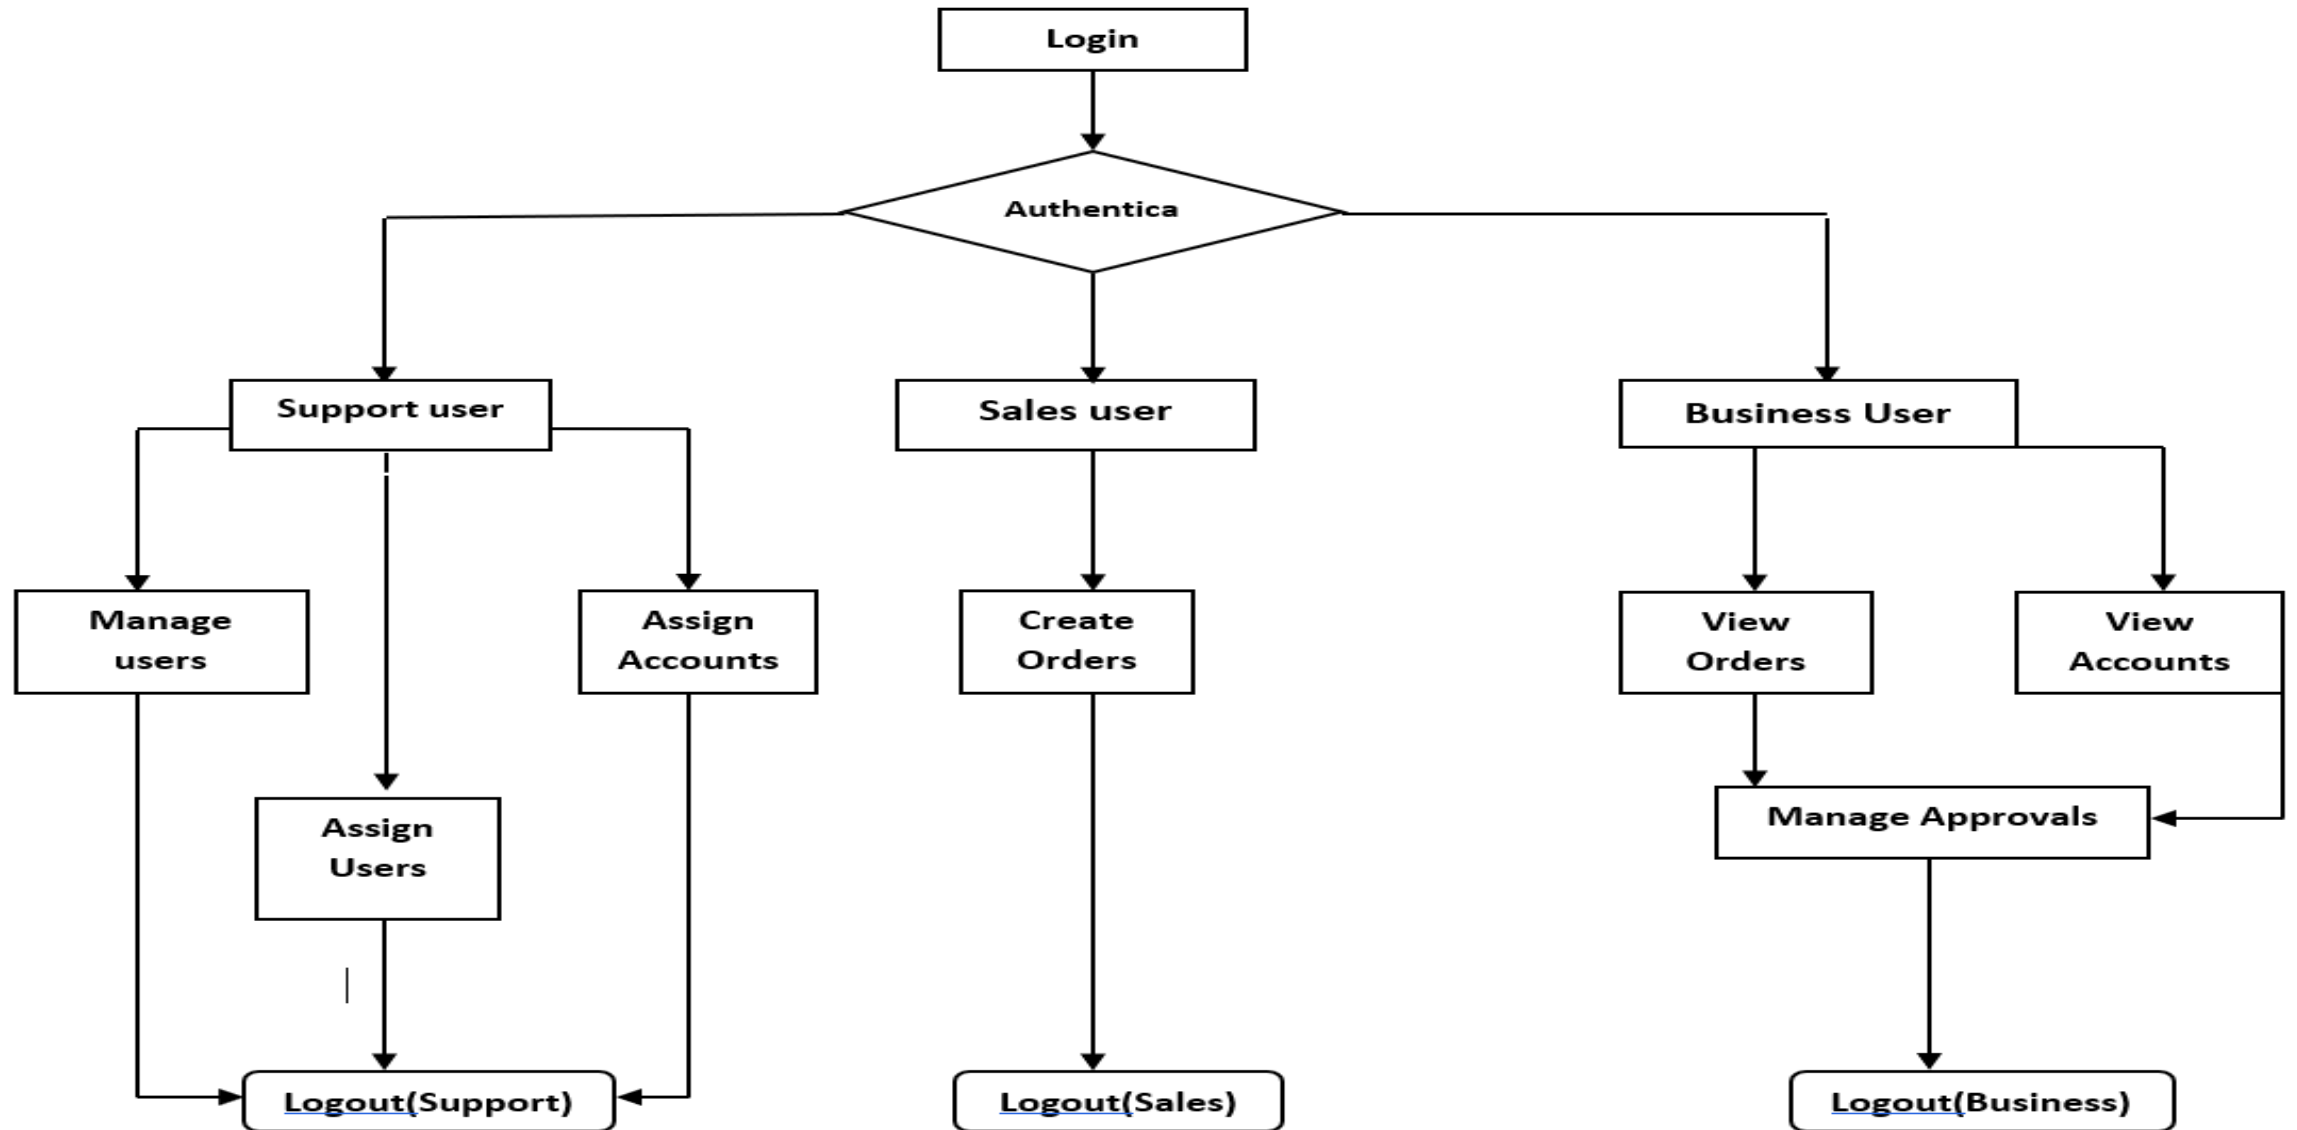 Login
Authentica
Support user
Sales user
Business User
Manage
users
Assign
Accounts
Create
Orders
View
Orders
View
Accounts
Assign
Users
Manage Approvals
Logout(Support)
Logout(Sales)
Logout(Business)